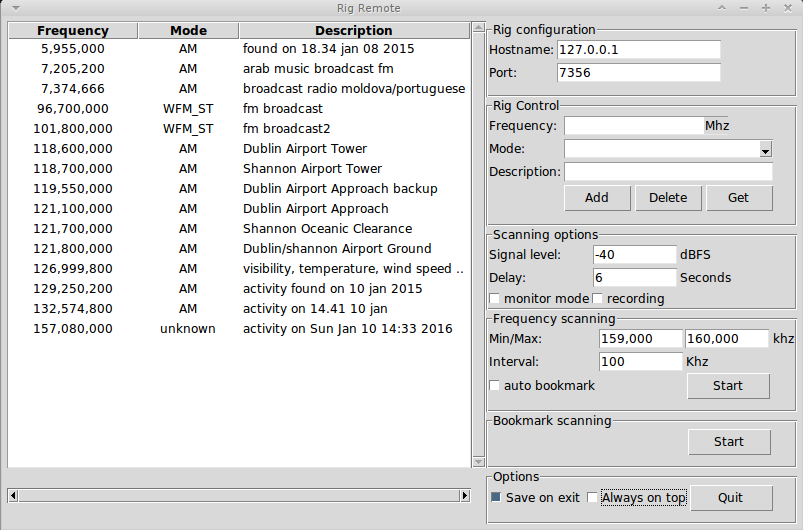 Rig Remote
Frequency Mode Description
5,955,000 AM found on 18.34 jan 08 2015
7,205,200 AM arab music broadcast fm
7,374,666 AM broadcast radio moldova/portuguese
96,700,000 WFM_ST fm broadcast
101,800,000 WFM_ST fm broadcast2
118,600,000 AM Dublin Airport Tower
118,700,000 AM Shannon Airport Tower
119,550,000 AM Dublin Airport Approach backup
121,100,000 AM Dublin Airport Approach
121,700,000 AM Shannon Oceanic Clearance
121,800,000 AM Dublin/shannon Airport Ground
126,999,800 AM visibility, temperature, wind speed ..
129,250,200 AM activity found on 10 jan 2015
132,574,800 AM activity on 14.41 10 jan
157,080,000 unknown activity on Sun Jan 10 14:33 2016
Rig configuration
Hostname: 127.0.0.1
Port: 7356
Rig Control
Frequency: Mhz
Mode:
Description:
Add Delete Get
Scanning options
Signal level: -40 dBFS
Delay: 6 Seconds
monitor mode recording
Frequency scanning
Min/Max: 159,000 160,000 khz
Interval: 100 Khz
auto bookmark Start
Bookmark scanning
Start
Options
Save on exit Always on top Quit